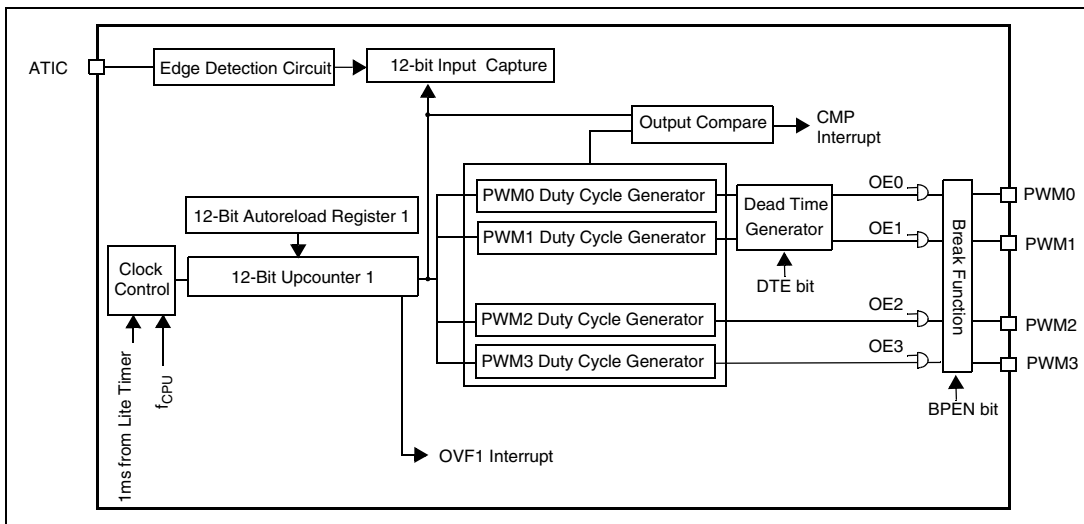 ATIC
Edge Detection Circuit
12-bit Input Capture
Output Compare
CMP
Interrupt
PWM0 Duty Cycle Generator
PWM1 Duty Cycle Generator
PWM2 Duty Cycle Generator
PWM3 Duty Cycle Generator
12-Bit Autoreload Register 1
12-Bit Upcounter 1
Clock
Control
1ms from Lite Timer
fCPU
OVF1 Interrupt
Dead Time
Generator
DTE bit
OE0
OE1
OE2
OE3
Break Function
BPEN bit
PWM0
PWM1
PWM2
PWM3